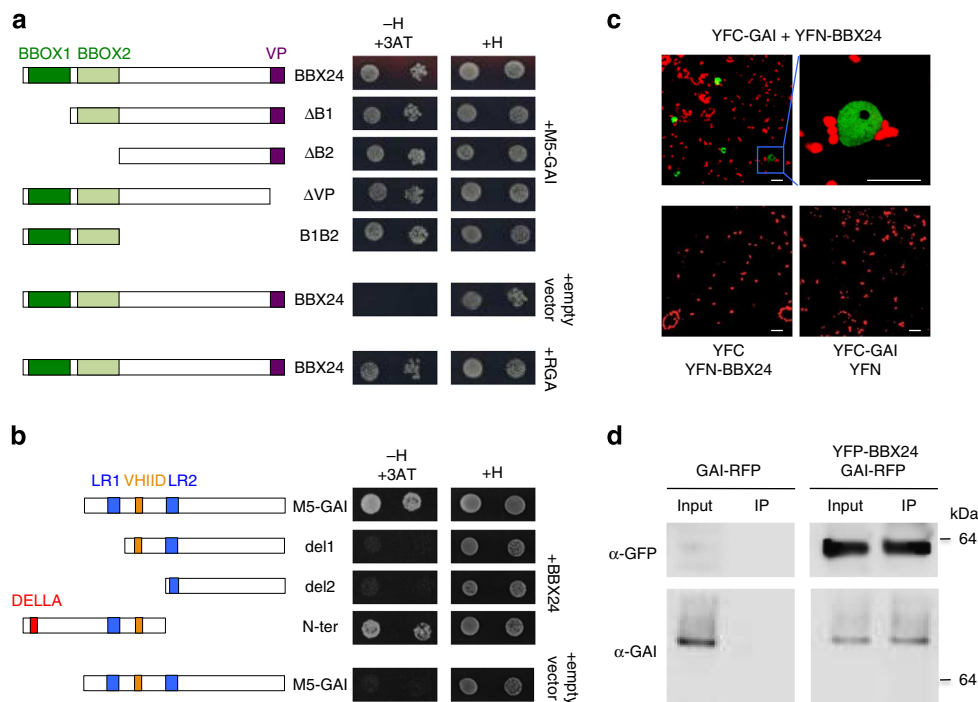 a
–H
+3AT
+H
BBOX1 BBOX2 VP
BBX24
ΔB1
ΔB2
ΔVP
B1B2
+M5-GAI
BBX24
+empty
vector
BBX24
+RGA
b
–H
+3AT
+H
LR1 VHIID LR2
M5-GAI
del1
del2
DELLA
N-ter
+BBX24
M5-GAI
+empty
vector
c
YFC-GAI + YFN-BBX24
YFC
YFN-BBX24
YFC-GAI
YFN
d
GAI-RFP
YFP-BBX24
GAI-RFP
Input IP Input IP kDa
α-GFP
64
α-GAI
64